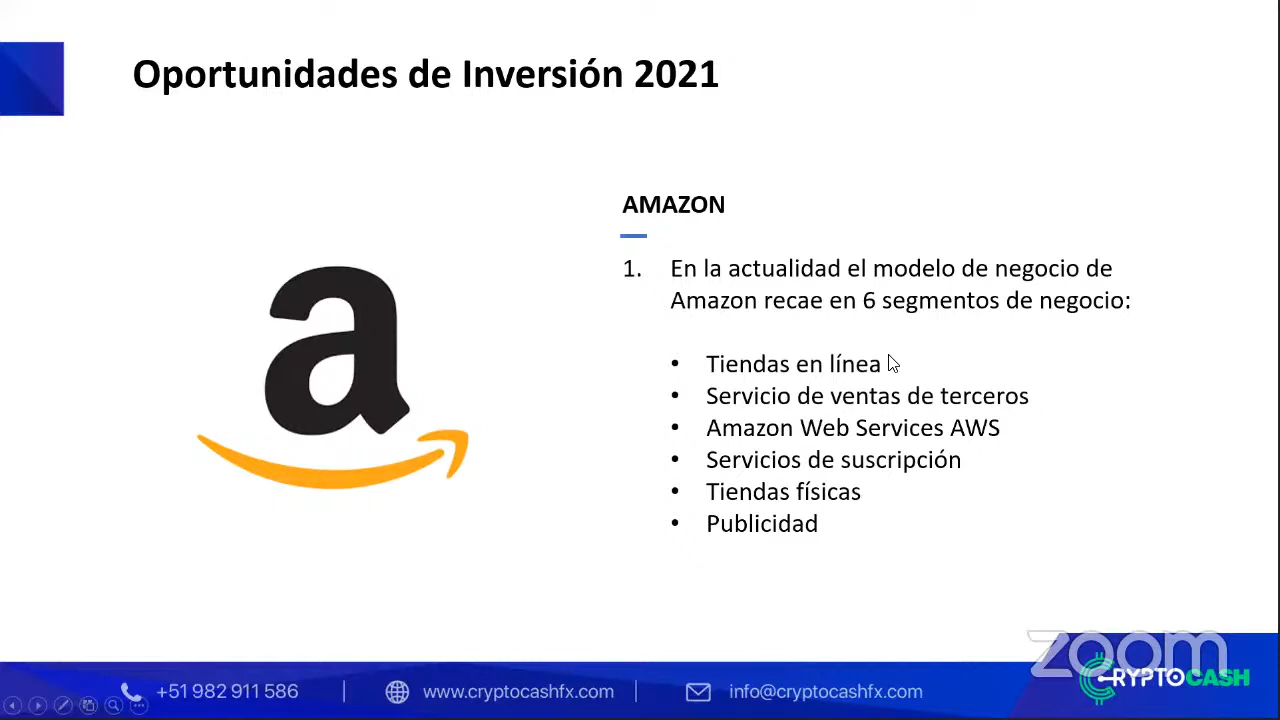 Oportunidades de Inversión 2021
AMAZON
1. En la actualidad el modelo de negocio de
Amazon recae en 6 segmentos de negocio:
• Tiendas en línea
• Servicio de ventas de terceros
• Amazon Web Services AWS
• Servicios de suscripción
• Tiendas físicas
• Publicidad
a
zoom
+51 982 911 586 | www.cryptocashfx.com | info@cryptocashfx.com
CRYPTOCASH